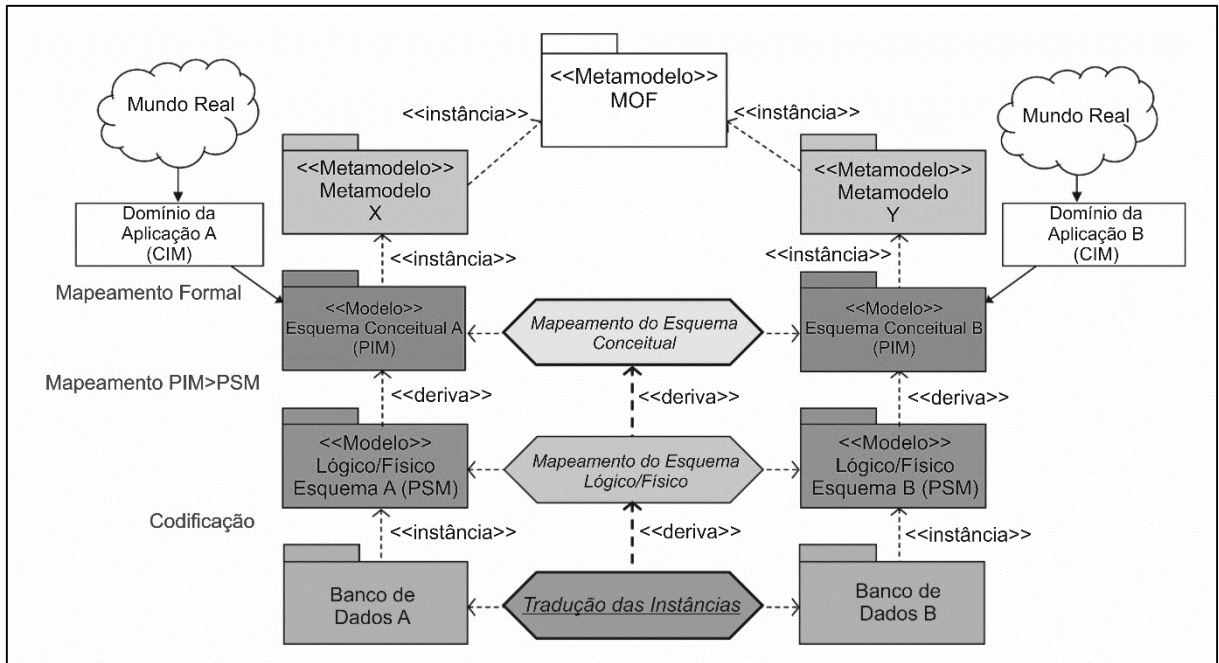 <<Metamodelo>>
MOF
Mundo Real
Mundo Real
<<instância>>
<<instância>>
<<Metamodelo>>
Metamodelo
X
<<Metamodelo>>
Metamodelo
Y
Domínio da
Aplicação A
(CIM)
Domínio da
Aplicação B
(CIM)
<<instância>>
<<instância>>
Mapeamento Formal
<<Modelo>>
Esquema Conceitual A
(PIM)
Mapeamento do Esquema
Conceitual
<<Modelo>>
Esquema Conceitual B
(PIM)
Mapeamento PIM>PSM
<<deriva>>
<<deriva>>
<<deriva>>
<<Modelo>>
Lógico/Físico
Esquema A (PSM)
Mapeamento do Esquema
Lógico/Físico
<<Modelo>>
Lógico/Físico
Esquema B (PSM)
Codificação
<<instância>>
<<deriva>>
<<instância>>
Banco de
Dados A
Tradução das Instâncias
Banco de
Dados B